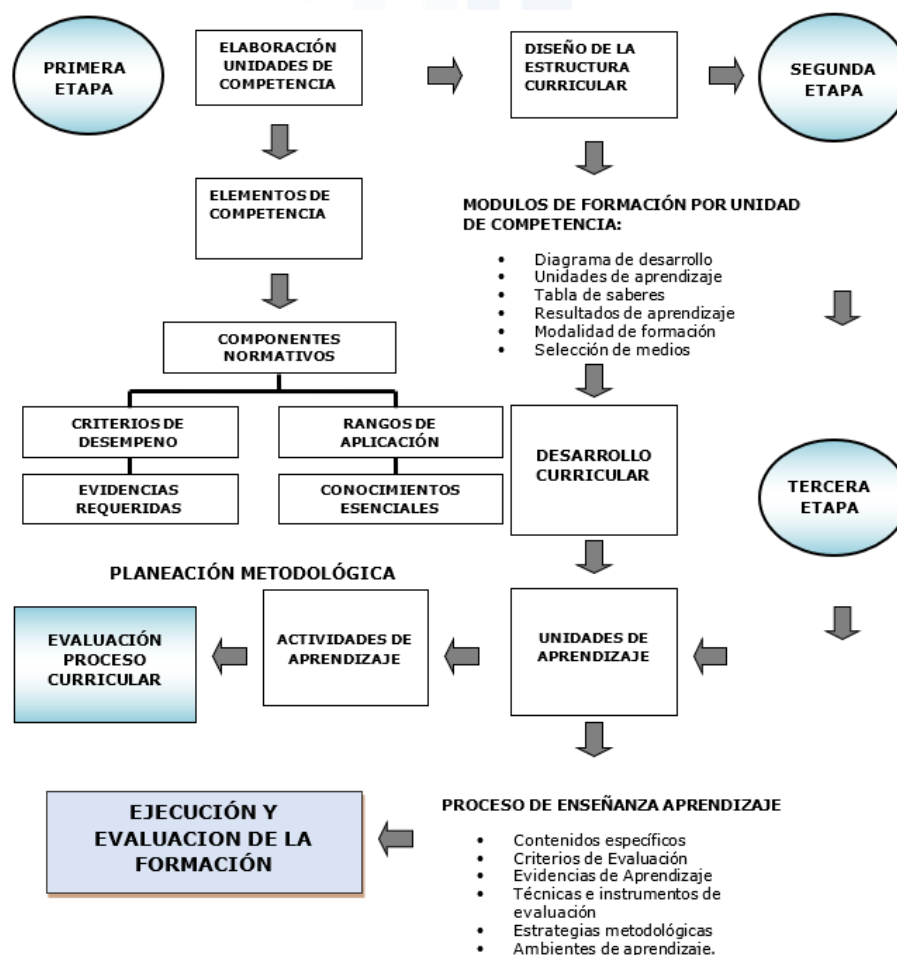 PRIMERA
ETAPA
ELABORACIÓN
UNIDADES DE
COMPETENCIA
DISEÑO DE LA
ESTRUCTURA
CURRICULAR
SEGUNDA
ETAPA
ELEMENTOS DE
COMPETENCIA
MODULOS DE FORMACIÓN POR UNIDAD
DE COMPETENCIA:
• Diagrama de desarrollo
• Unidades de aprendizaje
• Tabla de saberes
• Resultados de aprendizaje
• Modalidad de formación
• Selección de medios
COMPONENTES
NORMATIVOS
CRITERIOS DE
DESEMPENO
RANGOS DE
APLICACIÓN
EVIDENCIAS
REQUERIDAS
CONOCIMIENTOS
ESENCIALES
DESARROLLO
CURRICULAR
TERCERA
ETAPA
PLANEACIÓN METODOLÓGICA
EVALUACIÓN
PROCESO
CURRICULAR
ACTIVIDADES DE
APRENDIZAJE
UNIDADES DE
APRENDIZAJE
EJECUCIÓN Y
EVALUACION DE LA
FORMACIÓN
PROCESO DE ENSEÑANZA APRENDIZAJE
• Contenidos específicos
• Criterios de Evaluación
• Evidencias de Aprendizaje
• Técnicas e instrumentos de
evaluación
• Estrategias metodológicas
• Ambientes de aprendizaje.